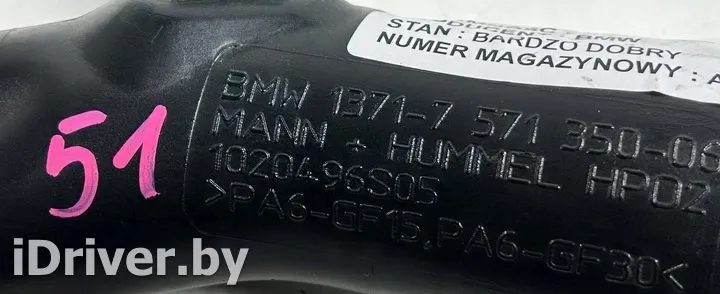 STAN : BARDZO DOBRY
NUMER MAGAZYNOWY : A
BMW 1371-7 571 350-06
MANN + HUMMEL HP02
1020496S05
>PA6-GF15,PA6-GF30<
51
iDriver.by